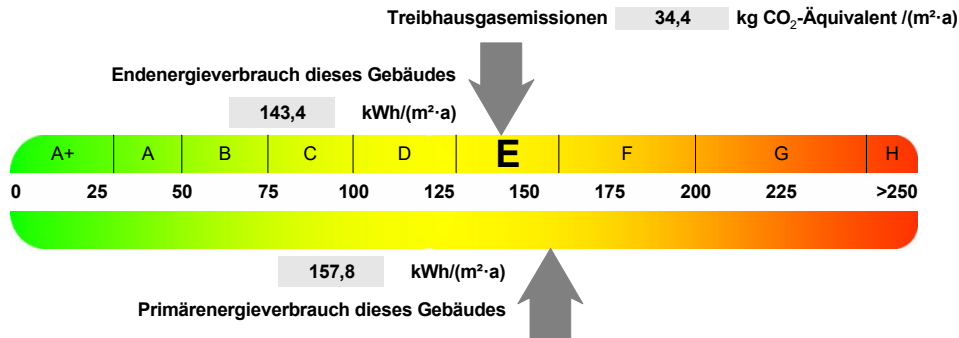 Treibhausgasemissionen 34,4 kg CO₂-Äquivalent /(m²·a)
Endenergieverbrauch dieses Gebäudes
143,4 kWh/(m²·a)
A+ A B C D E F G H
0 25 50 75 100 125 150 175 200 225 >250
157,8 kWh/(m²·a)
Primärenergieverbrauch dieses Gebäudes